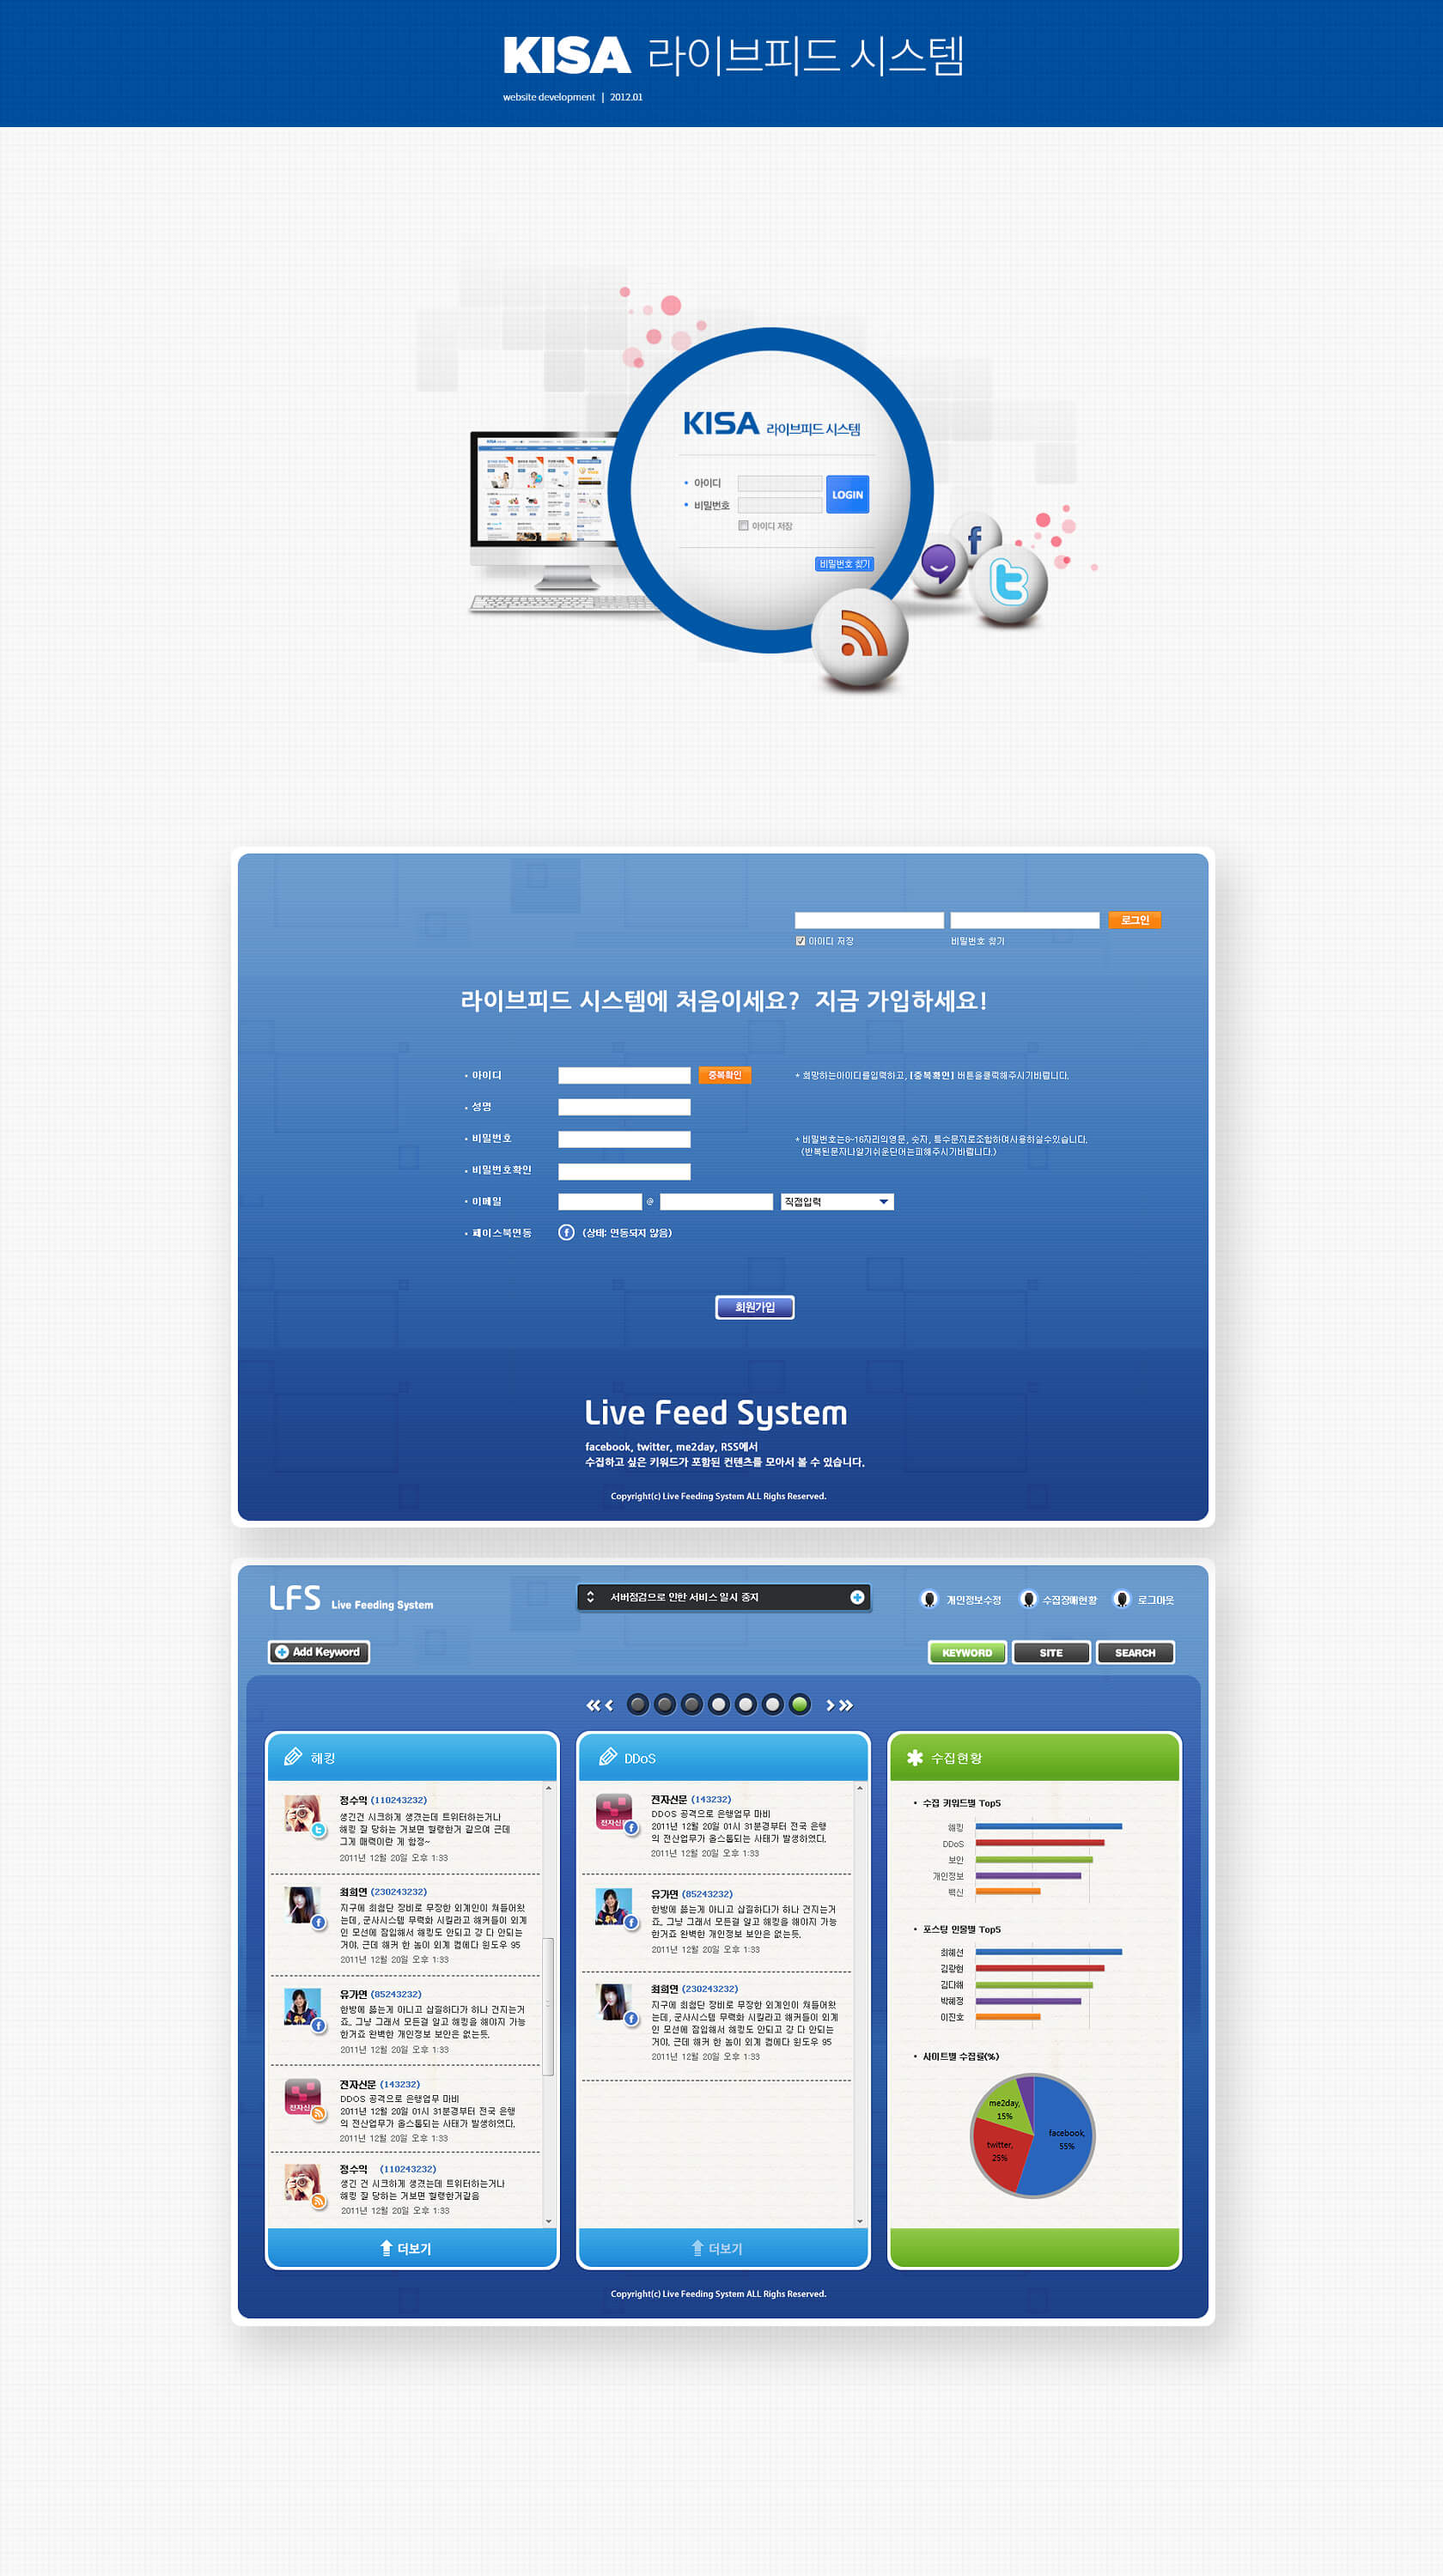 KISA 라이브피드 시스템
website development | 2012.01
KISA 라이브피드 시스템
아이디
비밀번호
LOGIN
아이디 저장
비밀번호 찾기
로그인
아이디 저장
비밀번호 찾기
라이브피드 시스템에 처음이세요? 지금 가입하세요!
아이디
중복확인
* 희망하는아이디를입력하고, [중복확인] 버튼을클릭해주시기바랍니다.
성명
비밀번호
* 비밀번호는8~16자리의영문, 숫자, 특수문자로조합하여사용하실수있습니다.
(반복된문자나알기쉬운단어는피해주시기바랍니다.)
비밀번호확인
이메일
@
직접입력
페이스북연동
(상태: 연동되지 않음)
회원가입
Live Feed System
facebook, twitter, me2day, RSS에서
수집하고 싶은 키워드가 포함된 컨텐츠를 모아서 볼 수 있습니다.
Copyright(c) Live Feeding System ALL Righs Reserved.
LFS Live Feeding System
서버점검으로 인한 서비스 일시 중지
개인정보수정
수집장애현황
로그아웃
Add Keyword
KEYWORD
SITE
SEARCH
해킹
정수익 (110243232)
생긴건 시크하게 생겼는데 트위터하는거나
해킹 질 당하는 거보면 헐랭한거 같으며 근데
그게 매력이란 게 함정~
2011년 12월 20일 오후 1:33
최희연 (230243232)
지구에 최첨단 장비로 무장한 외계인이 쳐들어왔
는데, 군사시스템 무력화 시킬라고 해커들이 외계
인 모선에 잠입해서 해킹도 안되고 강 다 안되는
거야, 근데 해커 한 놈이 외계 컴에다 윈도우 95
2011년 12월 20일 오후 1:33
유가연 (85243232)
한방에 뚫는게 아니고 삽질하다가 하나 건지는거
죠. 그냥 그래서 모든걸 알고 해킹을 해야지 가능
한거죠 완벽한 개인정보 보안은 없는듯.
2011년 12월 20일 오후 1:33
전자신문
전자신문 (143232)
DDOS 공격으로 은행업무 마비
2011년 12월 20일 01시 31분경부터 전국 은행
의 전산업무가 올스톱되는 사태가 발생하였다.
2011년 12월 20일 오후 1:33
정수익 (110243232)
생긴 건 시크하게 생겼는데 트위터하는거나
해킹 질 당하는 거보면 헐랭한거같음
2011년 12월 20일 오후 1:33
더보기
DDoS
전자신문
전자신문 (143232)
DDOS 공격으로 은행업무 마비
2011년 12월 20일 01시 31분경부터 전국 은행
의 전산업무가 올스톱되는 사태가 발생하였다.
2011년 12월 20일 오후 1:33
유가연 (85243232)
한방에 뚫는게 아니고 삽질하다가 하나 건지는거
죠. 그냥 그래서 모든걸 알고 해킹을 해야지 가능
한거죠 완벽한 개인정보 보안은 없는듯.
2011년 12월 20일 오후 1:33
최희연 (230243232)
지구에 최첨단 장비로 무장한 외계인이 쳐들어왔
는데, 군사시스템 무력화 시킬라고 해커들이 외계
인 모선에 잠입해서 해킹도 안되고 강 다 안되는
거야, 근데 해커 한 놈이 외계 컴에다 윈도우 95
2011년 12월 20일 오후 1:33
더보기
수집현황
수집 키워드별 Top5
해킹
DDoS
보안
개인정보
백신
포스팅 인물별 Top5
최혜선
김광현
김다해
박혜정
이진호
사이트별 수집률(%)
me2day, 15%
facebook, 55%
twitter, 25%
Copyright(c) Live Feeding System ALL Righs Reserved.